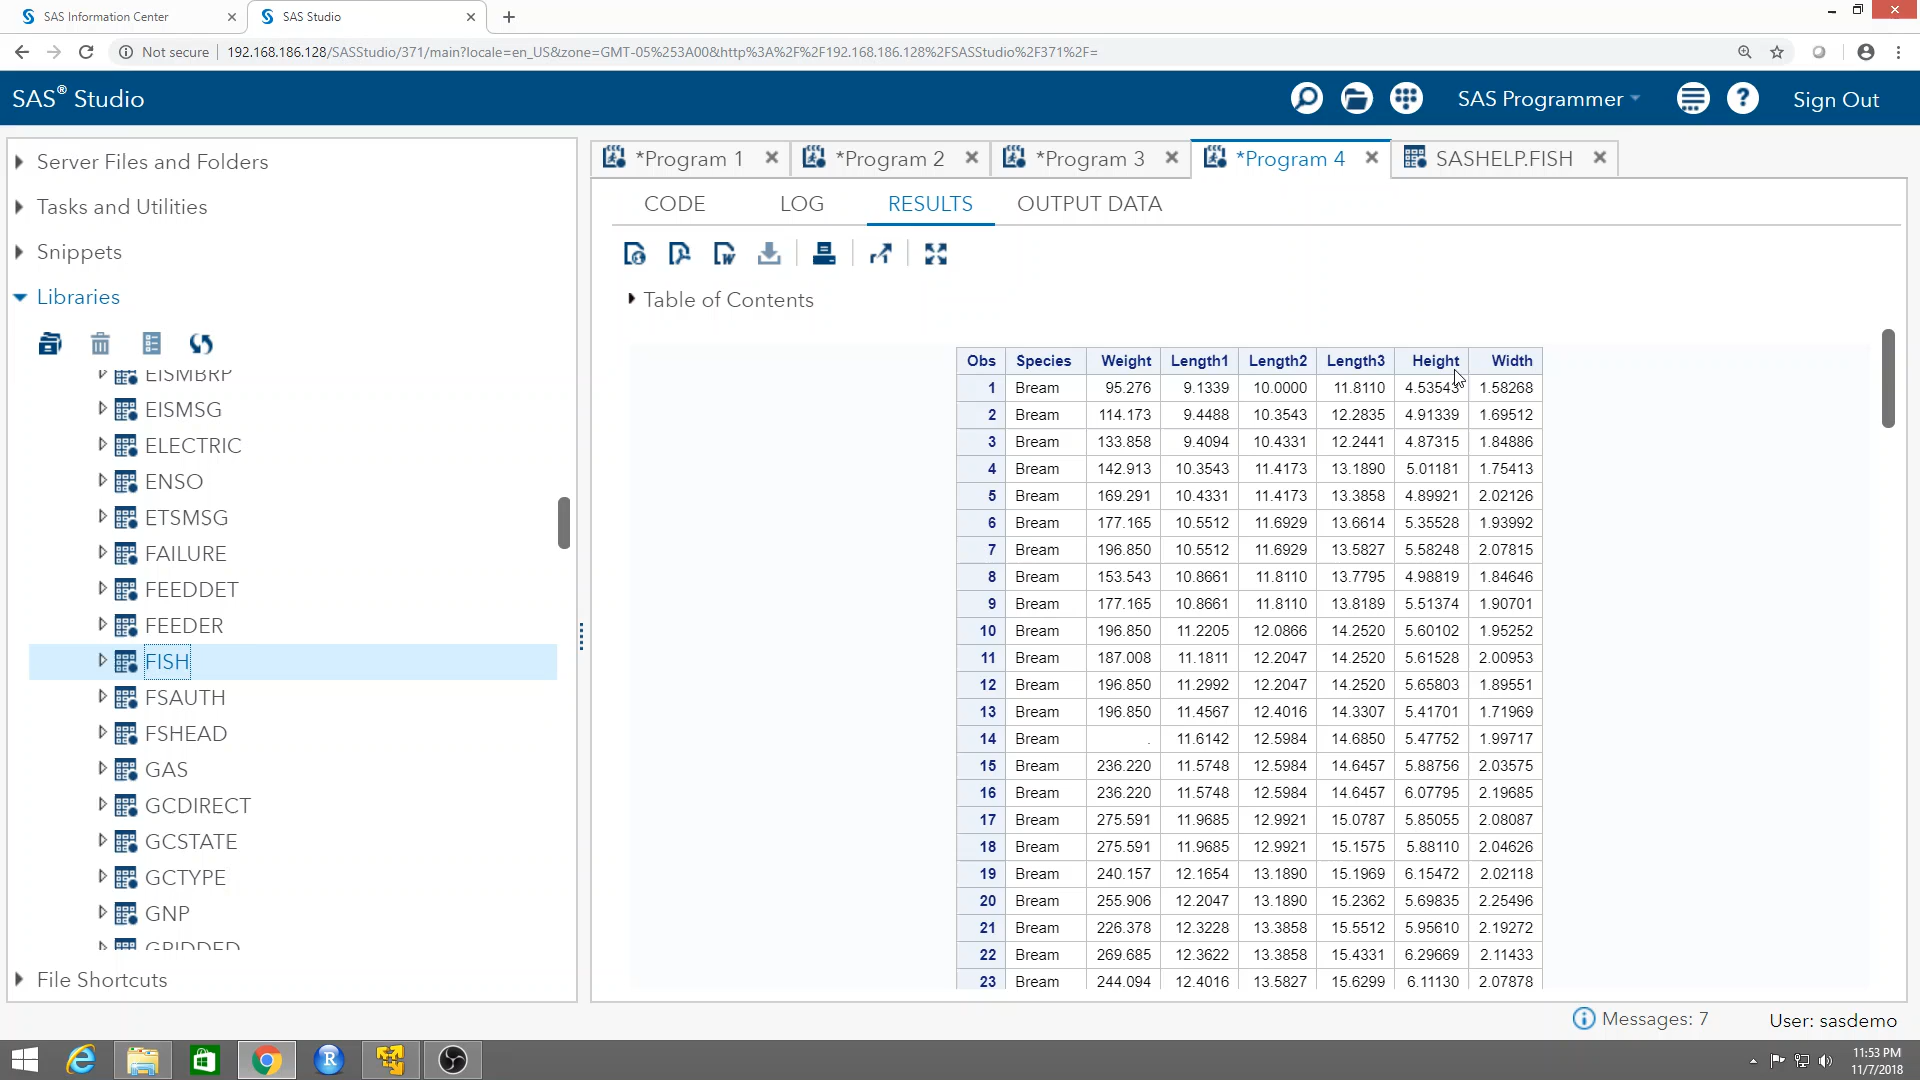 SAS Information Center
SAS Studio
Not secure
192.168.186.128/SASStudio/371/main?locale=en_US&zone=GMT-05%253A00&http%3A%2F%2F192.168.186.128%2FSASStudio%2F371%2F=
SAS® Studio
SAS Programmer
Sign Out
Server Files and Folders
Tasks and Utilities
Snippets
Libraries
EISMBRP
EISMSG
ELECTRIC
ENSO
ETSMSG
FAILURE
FEEDDET
FEEDER
FISH
FSAUTH
FSHEAD
GAS
GCDIRECT
GCSTATE
GCTYPE
GNP
GRIDDED
File Shortcuts
*Program 1
*Program 2
*Program 3
*Program 4
SASHELP.FISH
CODE
LOG
RESULTS
OUTPUT DATA
Table of Contents
Obs Species Weight Length1 Length2 Length3 Height Width
1 Bream 95.276 9.1339 10.0000 11.8110 4.53543 1.58268
2 Bream 114.173 9.4488 10.3543 12.2835 4.91339 1.69512
3 Bream 133.858 9.4094 10.4331 12.2441 4.87315 1.84886
4 Bream 142.913 10.3543 11.4173 13.1890 5.01181 1.75413
5 Bream 169.291 10.4331 11.4173 13.3858 4.89921 2.02126
6 Bream 177.165 10.5512 11.6929 13.6614 5.35528 1.93992
7 Bream 196.850 10.5512 11.6929 13.5827 5.58248 2.07815
8 Bream 153.543 10.8661 11.8110 13.7795 4.98819 1.84646
9 Bream 177.165 10.8661 11.8110 13.8189 5.51374 1.90701
10 Bream 196.850 11.2205 12.0866 14.2520 5.60102 1.95252
11 Bream 187.008 11.1811 12.2047 14.2520 5.61528 2.00953
12 Bream 196.850 11.2992 12.2047 14.2520 5.65803 1.89551
13 Bream 196.850 11.4567 12.4016 14.3307 5.41701 1.71969
14 Bream . 11.6142 12.5984 14.6850 5.47752 1.99717
15 Bream 236.220 11.5748 12.5984 14.6457 5.88756 2.03575
16 Bream 236.220 11.5748 12.5984 14.6457 6.07795 2.19685
17 Bream 275.591 11.9685 12.9921 15.0787 5.85055 2.08087
18 Bream 275.591 11.9685 12.9921 15.1575 5.88110 2.04626
19 Bream 240.157 12.1654 13.1890 15.1969 6.15472 2.02118
20 Bream 255.906 12.2047 13.1890 15.2362 5.69835 2.25496
21 Bream 226.378 12.3228 13.3858 15.5512 5.95610 2.19272
22 Bream 269.685 12.3622 13.3858 15.4331 6.29669 2.11433
23 Bream 244.094 12.4016 13.5827 15.6299 6.11130 2.07878
Messages: 7
User: sasdemo
11:53 PM
11/7/2018